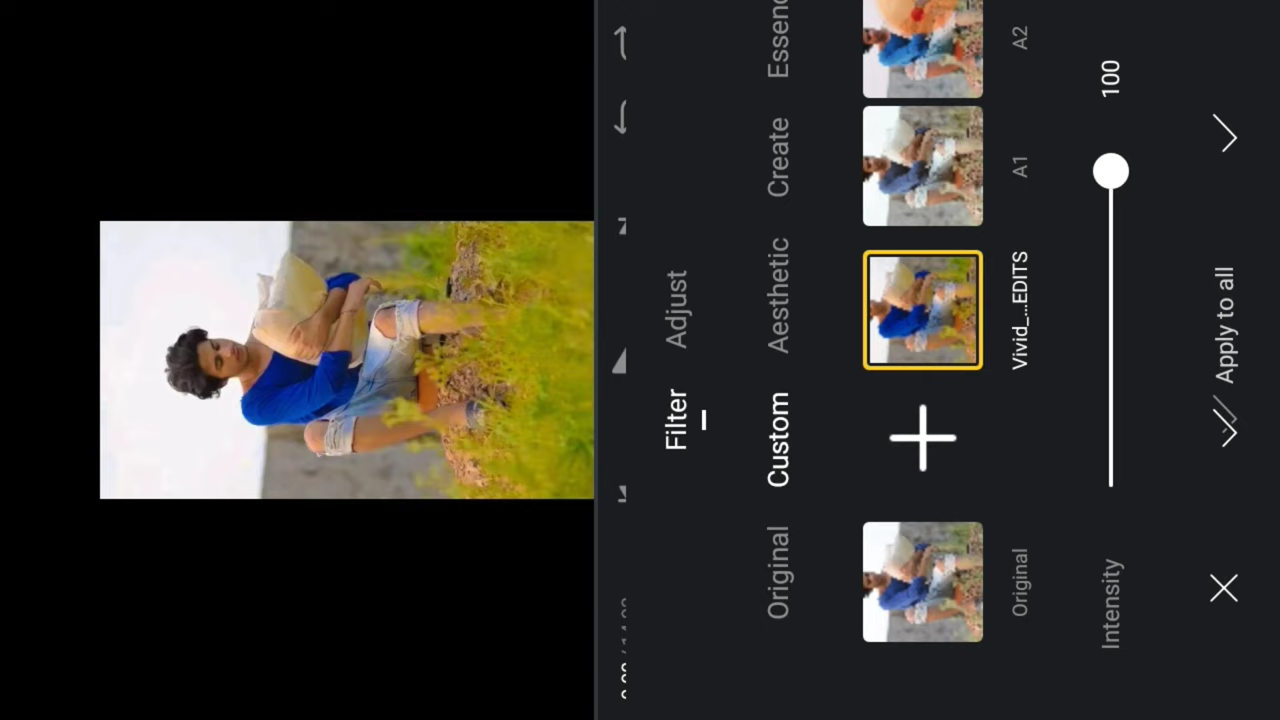 Filter Adjust
Original Custom Aesthetic Create Essenc
Original Vivid_...EDITS A1 A2
Intensity 100
Apply to all